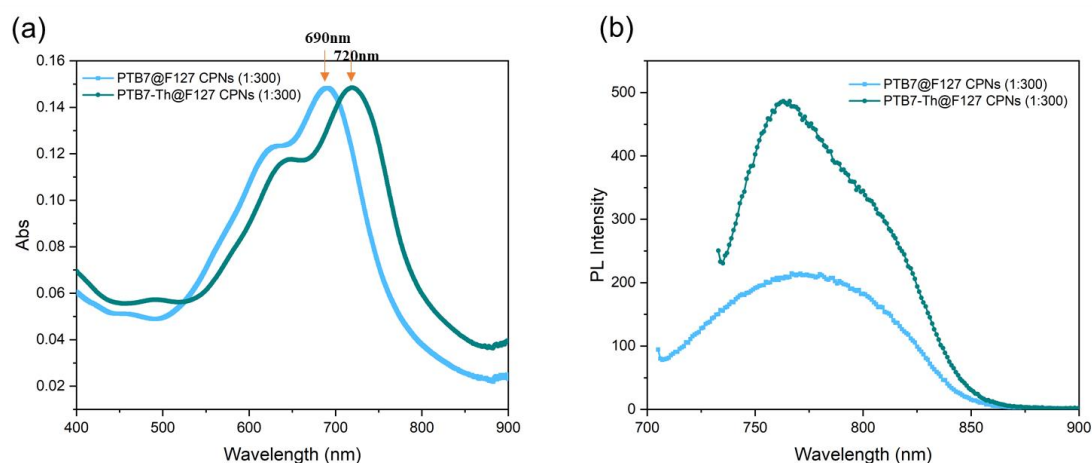 (a)
690nm
720nm
0.16
0.14
0.12
0.10
0.08
0.06
0.04
0.02
Abs
PTB7@F127 CPNs (1:300)
PTB7-Th@F127 CPNs (1:300)
400
500
600
700
800
900
Wavelength (nm)
(b)
500
400
300
200
100
0
PL Intensity
PTB7@F127 CPNs (1:300)
PTB7-Th@F127 CPNs (1:300)
700
750
800
850
900
Wavelength (nm)